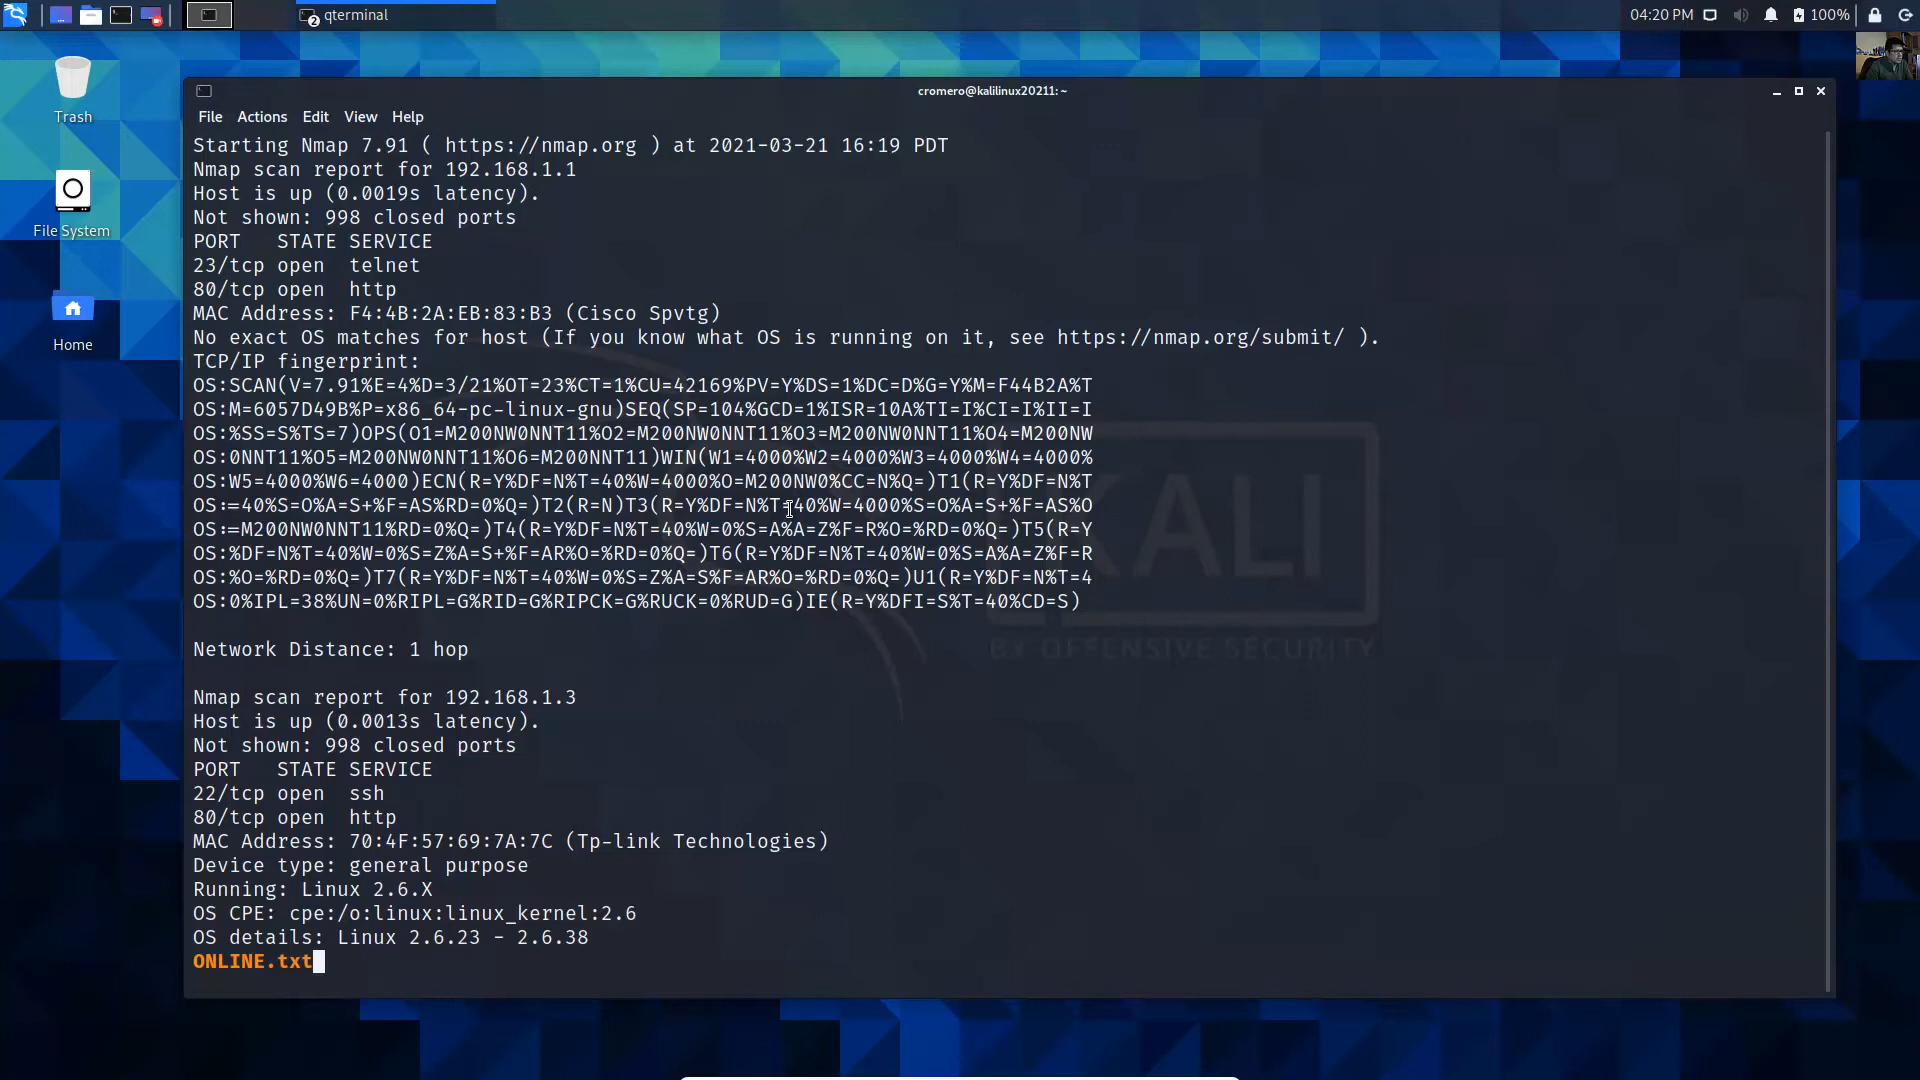 qterminal
2
04:20 PM
100%
Trash
File System
Home
cromero@kalilinux20211: ~
File Actions Edit View Help
Starting Nmap 7.91 ( https://nmap.org ) at 2021-03-21 16:19 PDT
Nmap scan report for 192.168.1.1
Host is up (0.0019s latency).
Not shown: 998 closed ports
PORT   STATE SERVICE
23/tcp open  telnet
80/tcp open  http
MAC Address: F4:4B:2A:EB:83:B3 (Cisco Spvtg)
No exact OS matches for host (If you know what OS is running on it, see https://nmap.org/submit/ ).
TCP/IP fingerprint:
OS:SCAN(V=7.91%E=4%D=3/21%OT=23%CT=1%CU=42169%PV=Y%DS=1%DC=D%G=Y%M=F44B2A%T
OS:M=6057D49B%P=x86_64-pc-linux-gnu)SEQ(SP=104%GCD=1%ISR=10A%TI=I%CI=I%II=I
OS:%SS=S%TS=7)OPS(O1=M200NW0NNT11%O2=M200NW0NNT11%O3=M200NW0NNT11%O4=M200NW
OS:0NNT11%O5=M200NW0NNT11%O6=M200NNT11)WIN(W1=4000%W2=4000%W3=4000%W4=4000%
OS:W5=4000%W6=4000)ECN(R=Y%DF=N%T=40%W=4000%O=M200NW0%CC=N%Q=)T1(R=Y%DF=N%T
OS:=40%S=O%A=S+%F=AS%RD=0%Q=)T2(R=N)T3(R=Y%DF=N%T=40%W=4000%S=O%A=S+%F=AS%O
OS:=M200NW0NNT11%RD=0%Q=)T4(R=Y%DF=N%T=40%W=0%S=A%A=Z%F=R%O=%RD=0%Q=)T5(R=Y
OS:%DF=N%T=40%W=0%S=Z%A=S+%F=AR%O=%RD=0%Q=)T6(R=Y%DF=N%T=40%W=0%S=A%A=Z%F=R
OS:%O=%RD=0%Q=)T7(R=Y%DF=N%T=40%W=0%S=Z%A=S%F=AR%O=%RD=0%Q=)U1(R=Y%DF=N%T=4
OS:0%IPL=38%UN=0%RIPL=G%RID=G%RIPCK=G%RUCK=0%RUD=G)IE(R=Y%DFI=S%T=40%CD=S)
KALI
BY OFFENSIVE SECURITY
Network Distance: 1 hop
Nmap scan report for 192.168.1.3
Host is up (0.0013s latency).
Not shown: 998 closed ports
PORT   STATE SERVICE
22/tcp open  ssh
80/tcp open  http
MAC Address: 70:4F:57:69:7A:7C (Tp-link Technologies)
Device type: general purpose
Running: Linux 2.6.X
OS CPE: cpe:/o:linux:linux_kernel:2.6
OS details: Linux 2.6.23 - 2.6.38
ONLINE.txt